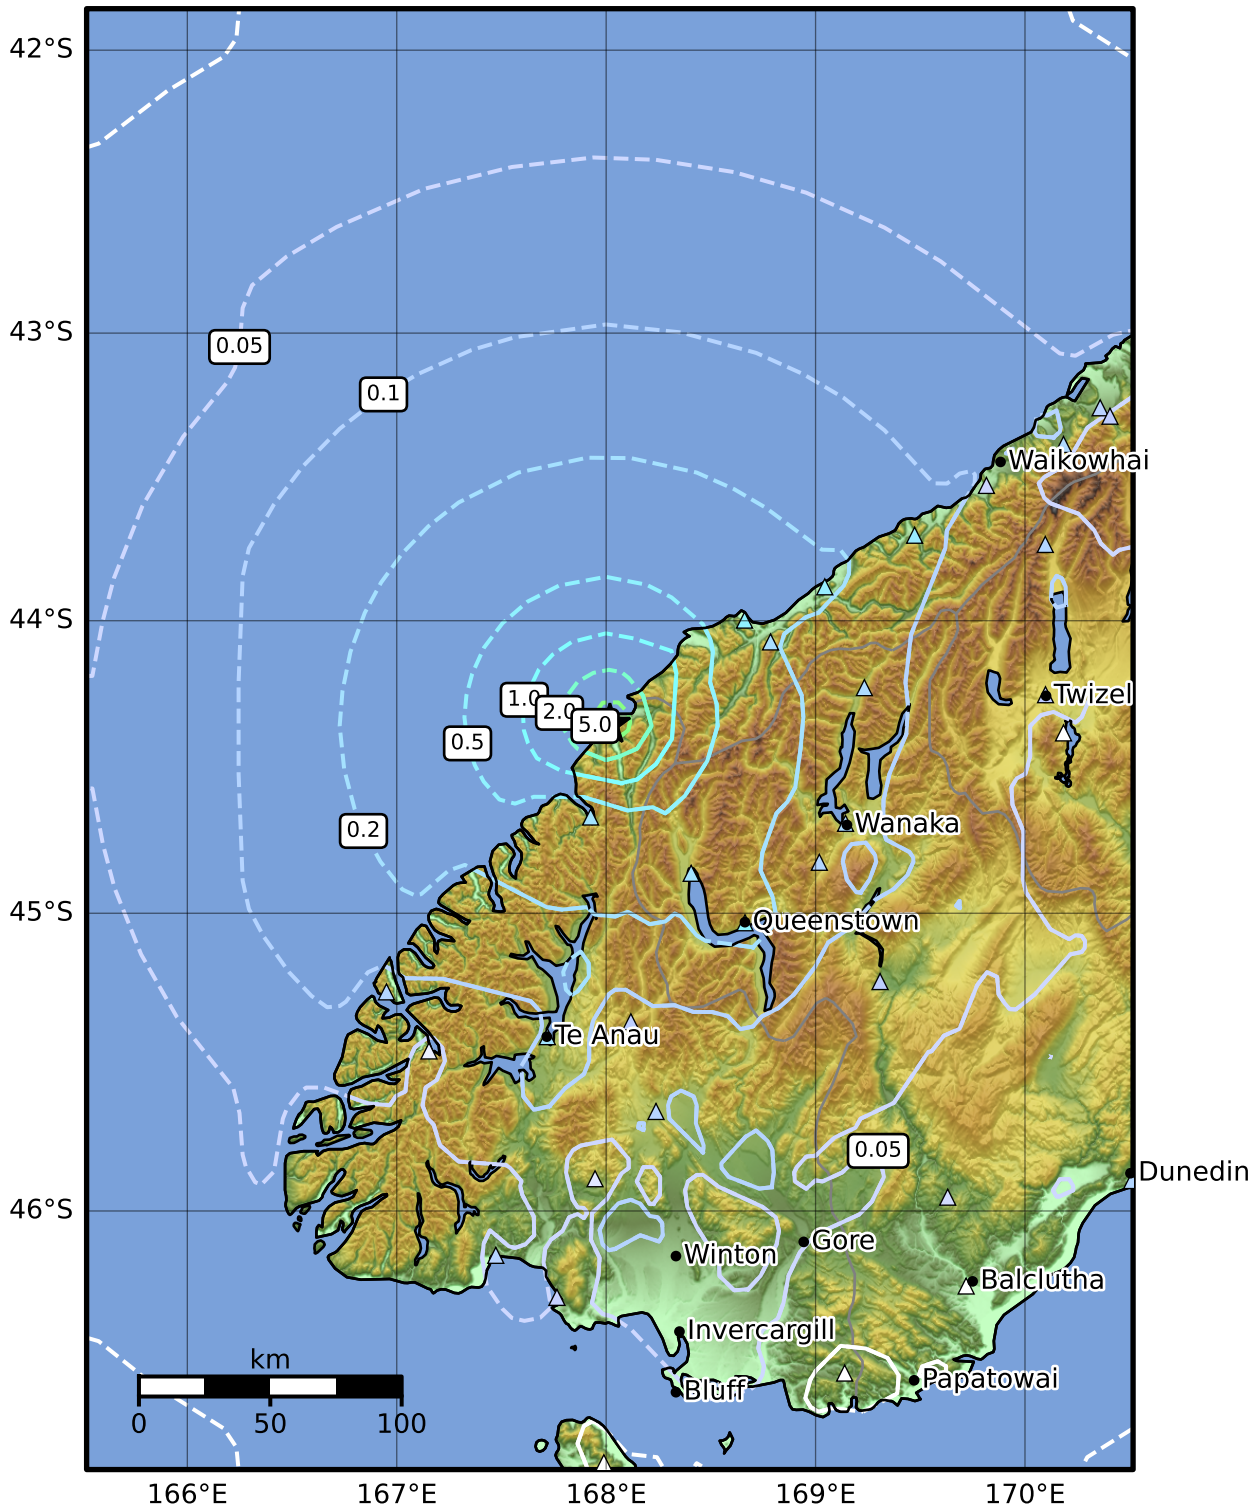 42°S
43°S
0.05
0.1
Waikowhai
44°S
1.0
2.0
5.0
0.5
Twizel
0.2
Wanaka
45°S
Queenstown
Te Anau
0.05
Dunedin
46°S
Winton
Gore
Balclutha
Invercargill
km
Bluff
Papatowai
0 50 100
166°E 167°E 168°E 169°E 170°E